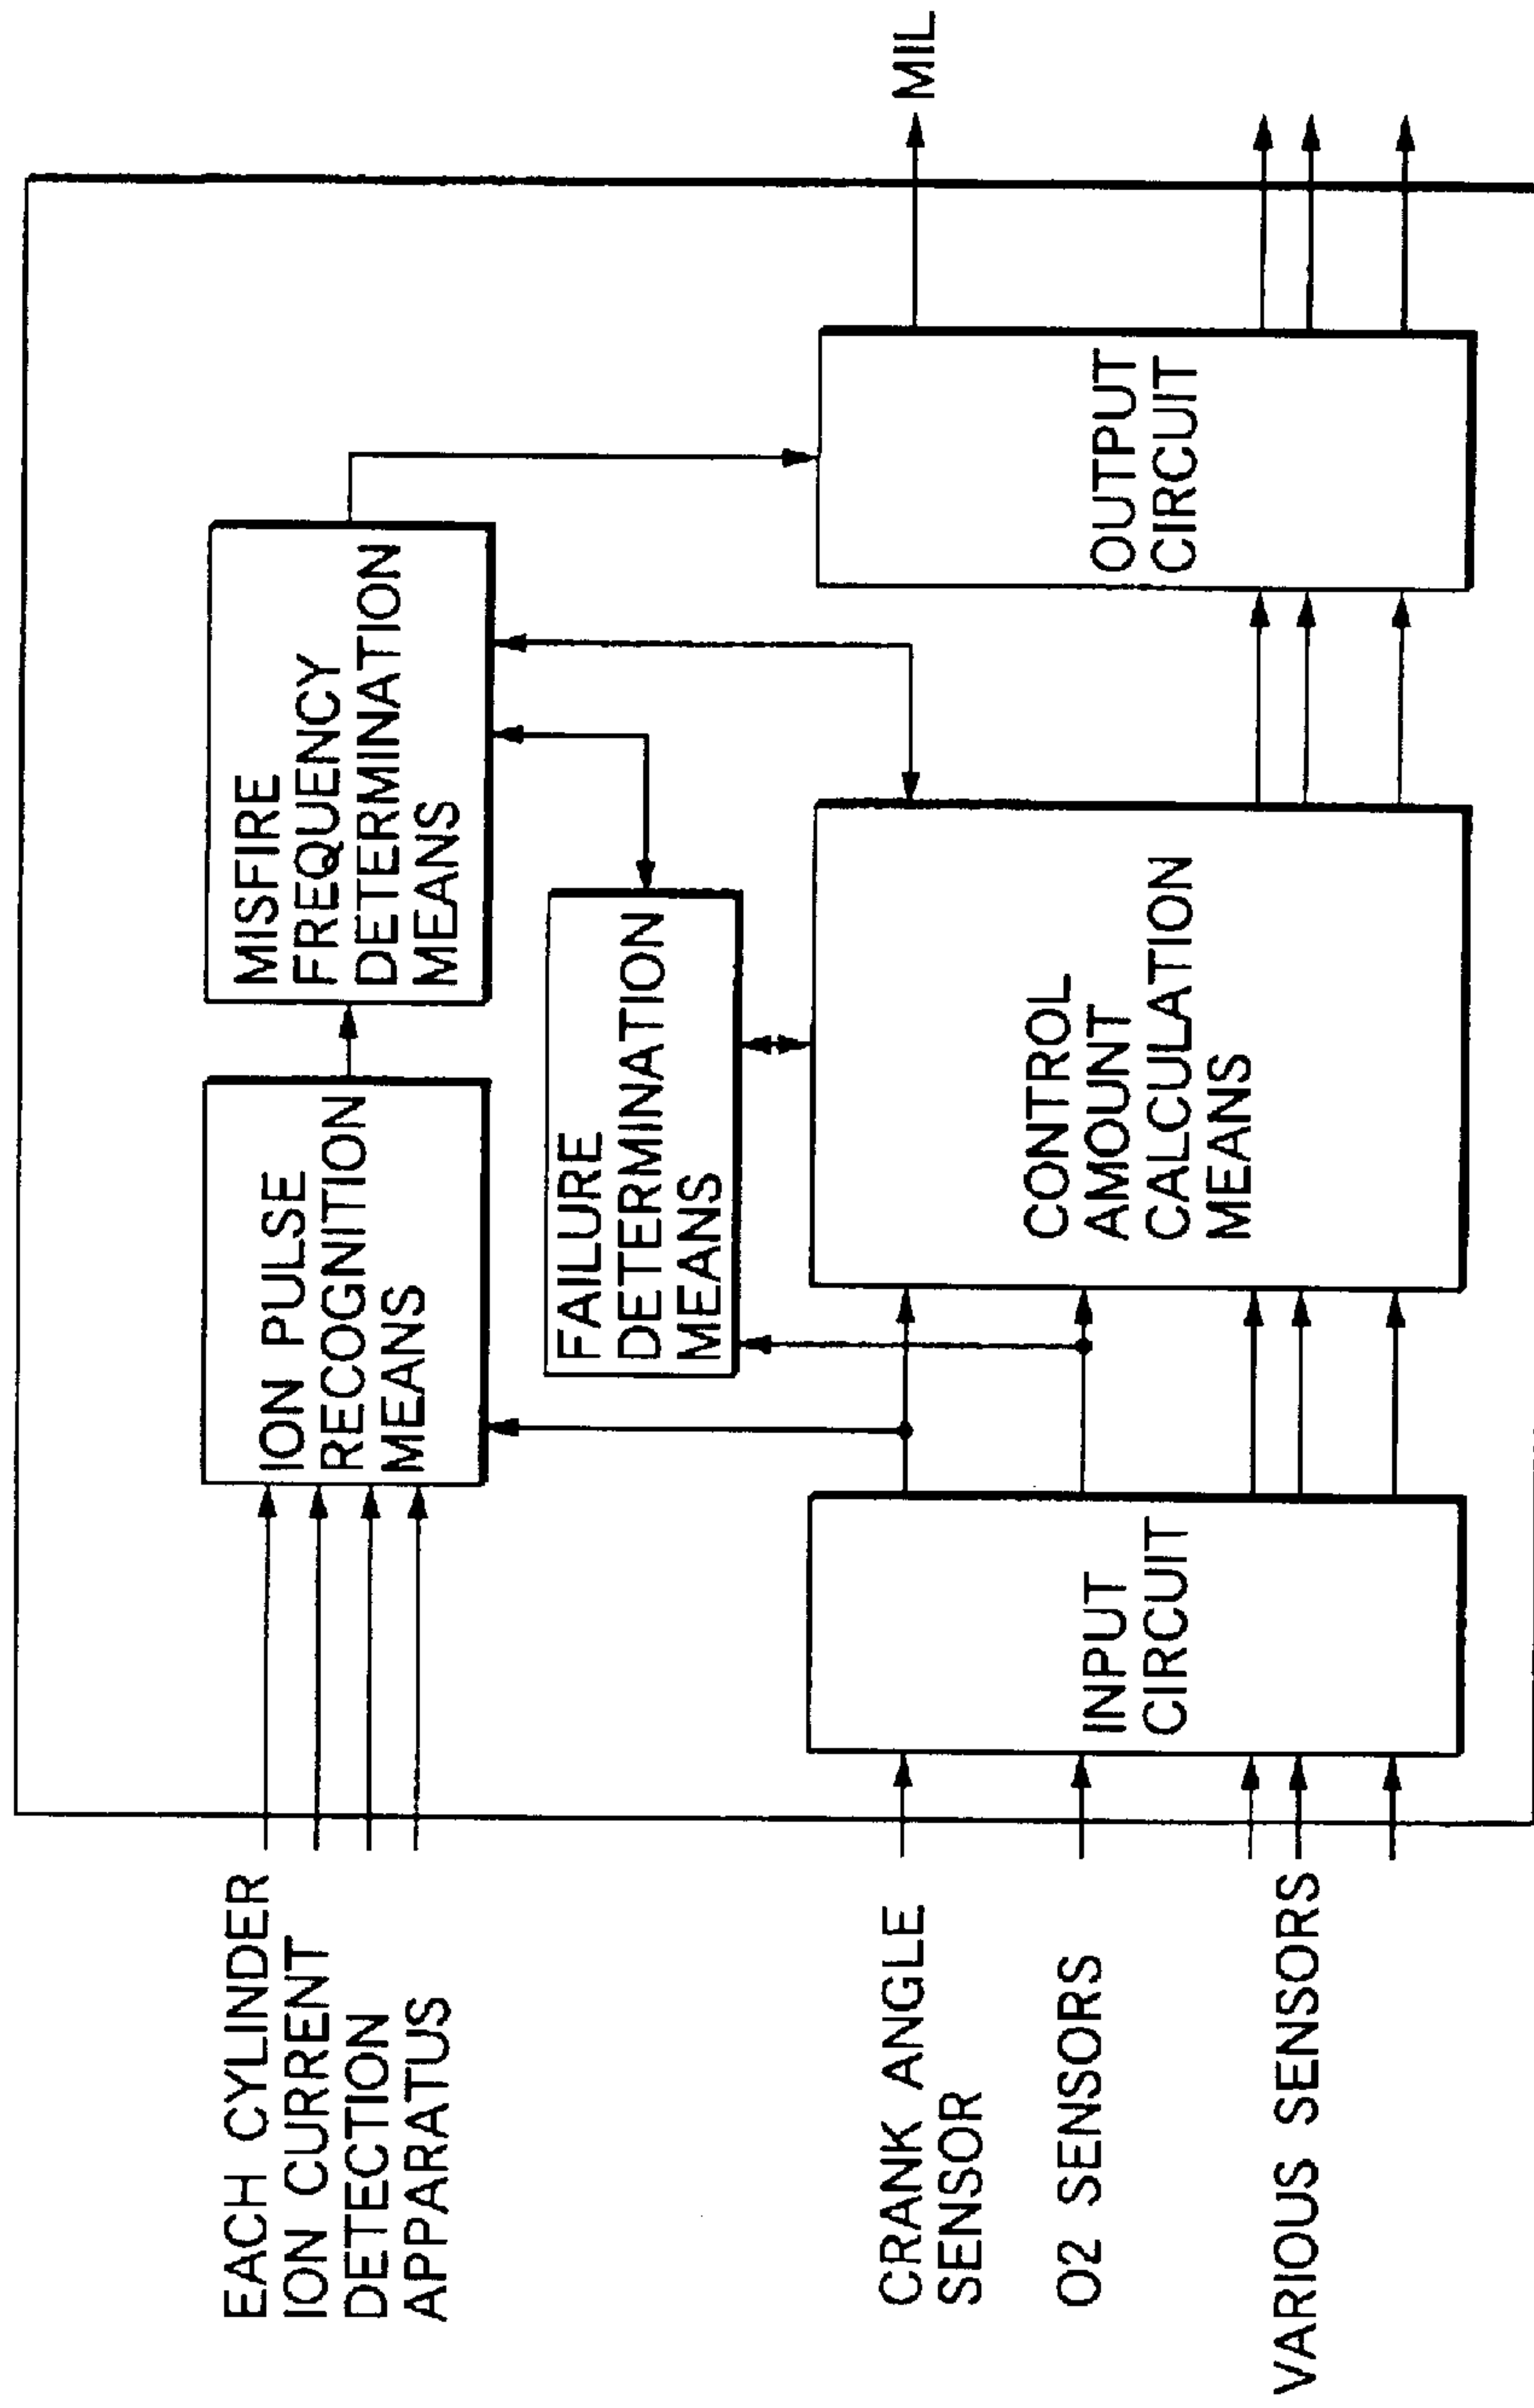 EACH CYLINDER
ION CURRENT
DETECTION
APPARATUS
CRANK ANGLE
SENSOR
O2 SENSORS
VARIOUS SENSORS
ION PULSE
RECOGNITION
MEANS
MISFIRE
FREQUENCY
DETERMINATION
MEANS
FAILURE
DETERMINATION
MEANS
INPUT
CIRCUIT
CONTROL
AMOUNT
CALCULATION
MEANS
OUTPUT
CIRCUIT
MIL